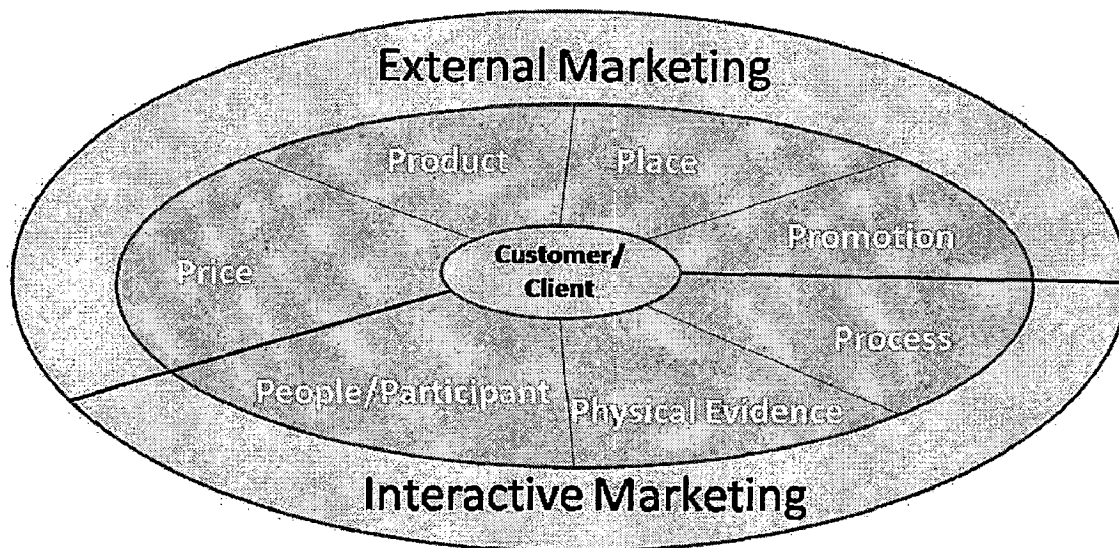 External Marketing
Product
Place
Price
Promotion
Customer/
Client
Process
People/Participant
Physical Evidence
Interactive Marketing